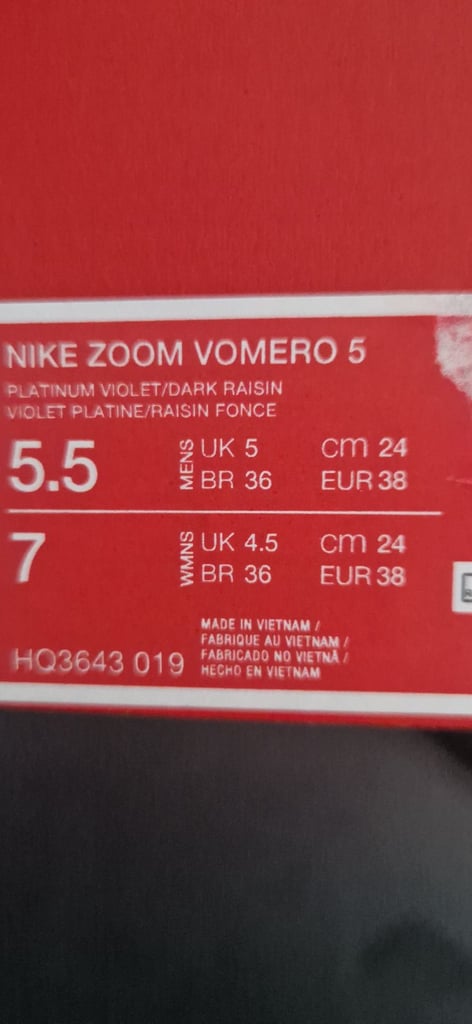 NIKE ZOOM VOMERO 5
PLATINUM VIOLET/DARK RAISIN
VIOLET PLATINE/RAISIN FONCE
5.5 MENS UK 5 cm 24
BR 36 EUR 38
7 WMNS UK 4.5 cm 24
BR 36 EUR 38
MADE IN VIETNAM /
FABRIQUE AU VIETNAM /
FABRICADO NO VIETNÃ /
HECHO EN VIETNAM
HQ3643 019